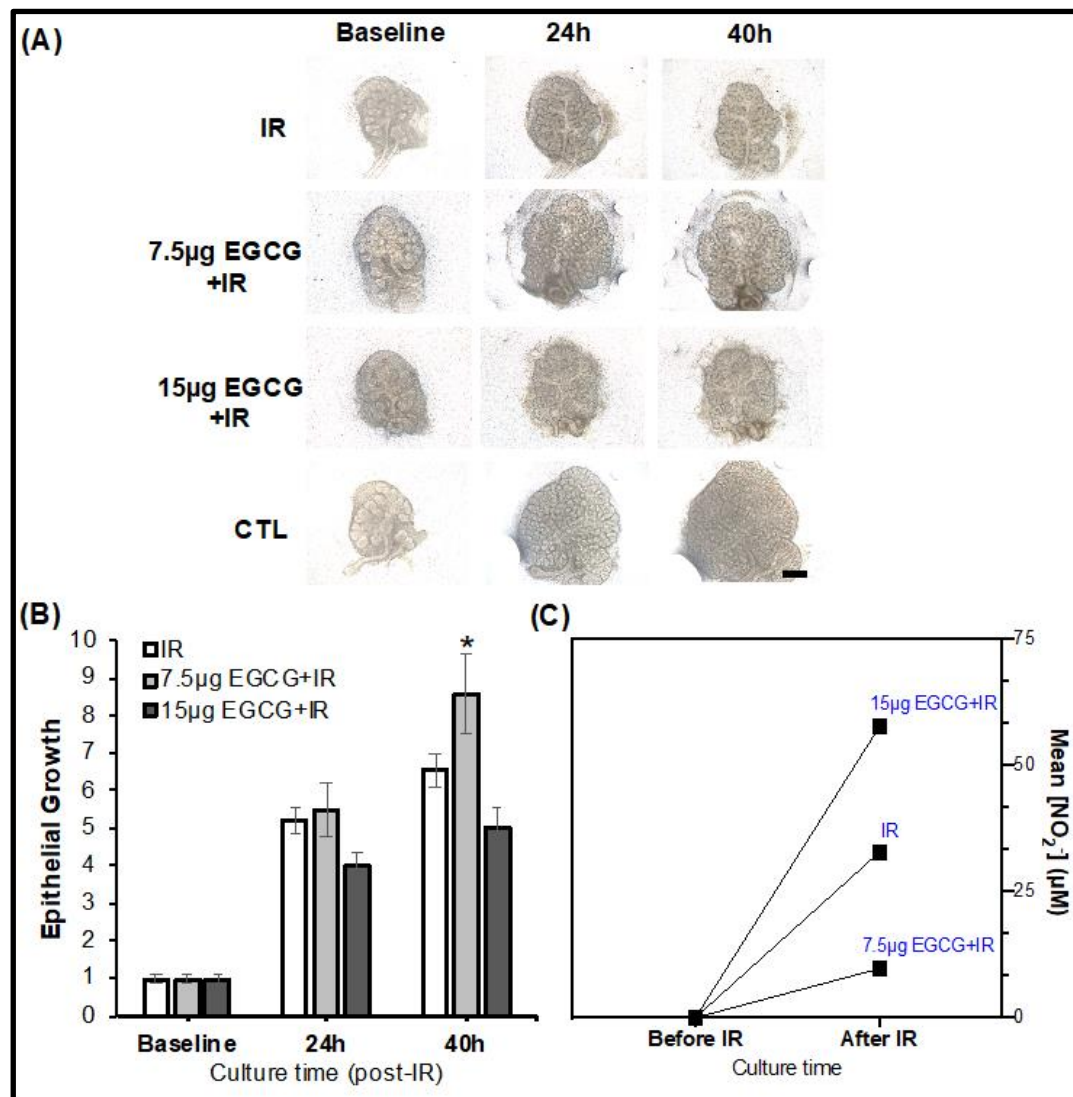 (A)
Baseline 24h 40h
IR
7.5µg EGCG
+IR
15µg EGCG
+IR
CTL
(B)
10
9
8
7
6
5
4
3
2
1
0
Epithelial Growth
IR
7.5µg EGCG+IR
15µg EGCG+IR
*
Baseline 24h 40h
Culture time (post-IR)
(C)
75
50
25
0
Mean [NO₂⁻] (µM)
15µg EGCG+IR
IR
7.5µg EGCG+IR
Before IR After IR
Culture time